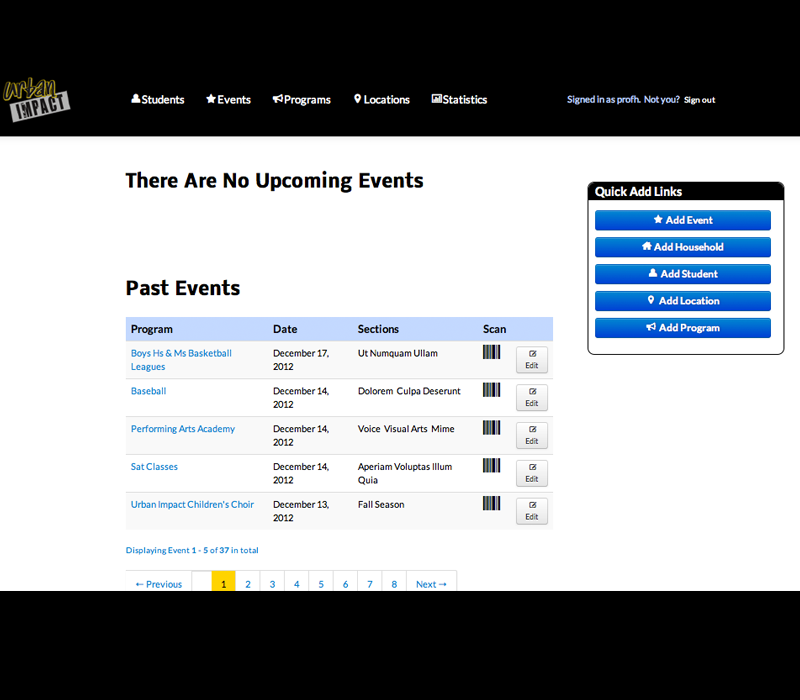 urban
IMPACT
Students Events Programs Locations Statistics
Signed in as profh. Not you? Sign out
There Are No Upcoming Events
Quick Add Links
Add Event
Add Household
Add Student
Add Location
Add Program
Past Events
Program Date Sections Scan
Boys Hs & Ms Basketball December 17, Ut Numquam Ullam
Leagues 2012 Edit
Baseball December 14, Dolorem Culpa Deserunt
2012 Edit
Performing Arts Academy December 14, Voice Visual Arts Mime
2012 Edit
Sat Classes December 14, Aperiam Voluptas Illum
2012 Quia Edit
Urban Impact Children's Choir December 13, Fall Season
2012 Edit
Displaying Event 1 - 5 of 37 in total
← Previous 1 2 3 4 5 6 7 8 Next →